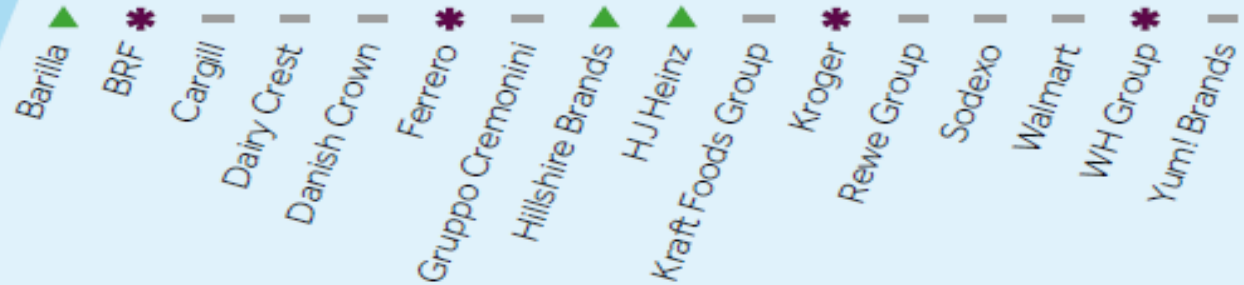 Barilla
BRF
Cargill
Dairy Crest
Danish Crown
Ferrero
Gruppo Cremonini
Hillshire Brands
HJ Heinz
Kraft Foods Group
Kroger
Rewe Group
Sodexo
Walmart
WH Group
Yum! Brands